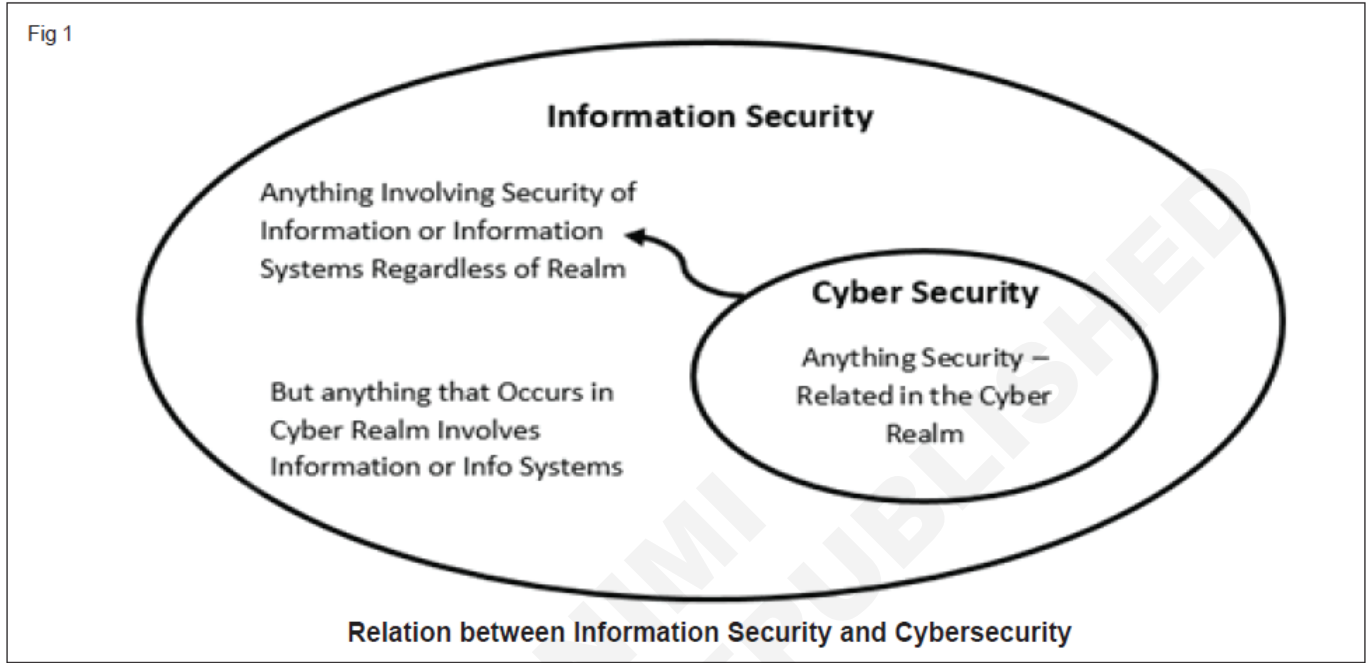 Fig 1
Information Security
Anything Involving Security of
Information or Information
Systems Regardless of Realm
Cyber Security
Anything Security –
Related in the Cyber
Realm
But anything that Occurs in
Cyber Realm Involves
Information or Info Systems
Relation between Information Security and Cybersecurity
NIMI
PUBLISHED